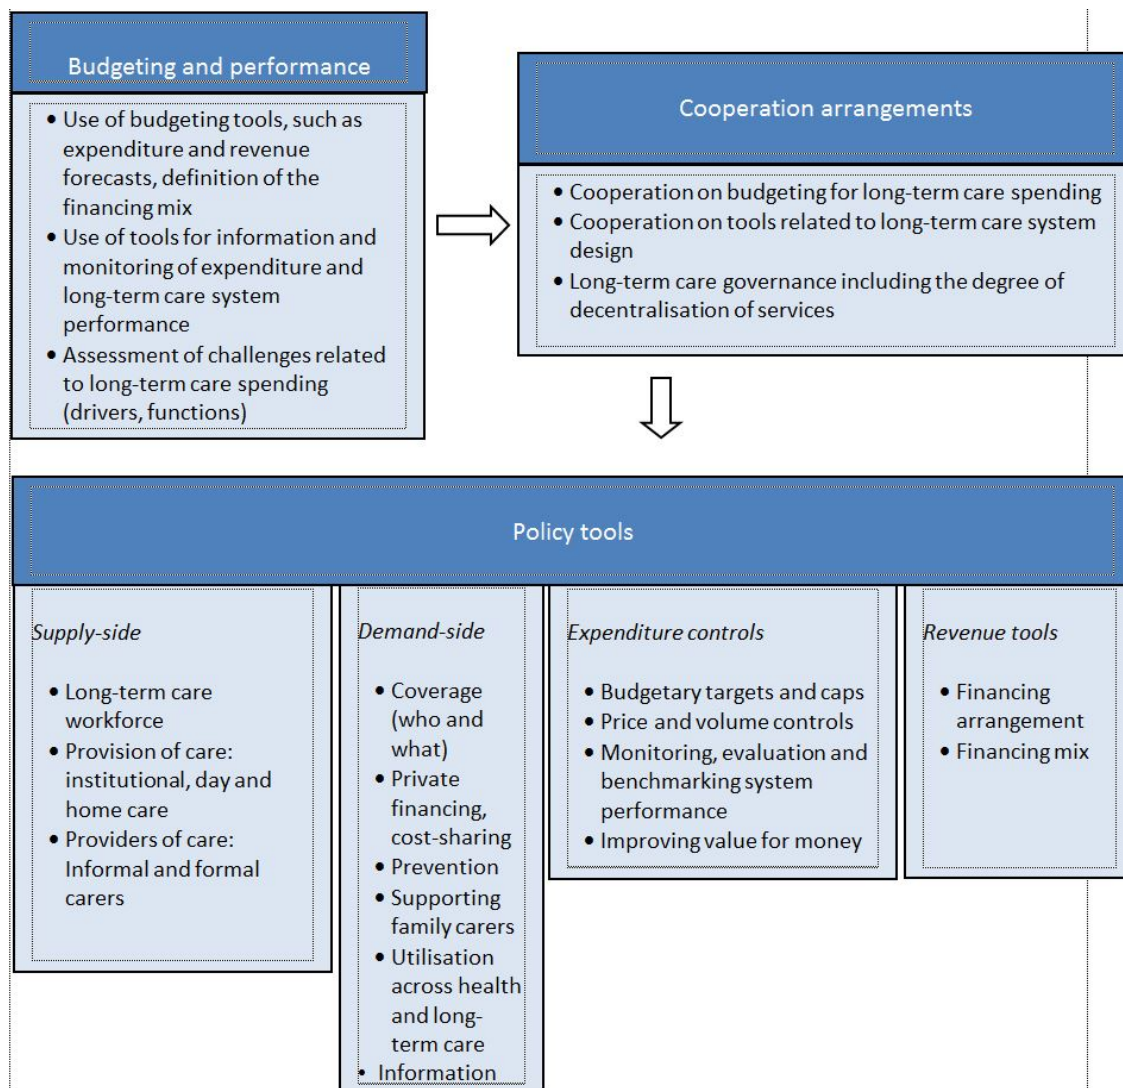 Budgeting and performance
• Use of budgeting tools, such as
expenditure and revenue
forecasts, definition of the
financing mix
• Use of tools for information and
monitoring of expenditure and
long-term care system
performance
• Assessment of challenges related
to long-term care spending
(drivers, functions)
Cooperation arrangements
• Cooperation on budgeting for long-term care spending
• Cooperation on tools related to long-term care system
design
• Long-term care governance including the degree of
decentralisation of services
Policy tools
Supply-side
• Long-term care
workforce
• Provision of care:
institutional, day and
home care
• Providers of care:
Informal and formal
carers
Demand-side
• Coverage
(who and
what)
• Private
financing,
cost-sharing
• Prevention
• Supporting
family carers
• Utilisation
across health
and long-
term care
• Information
Expenditure controls
• Budgetary targets and caps
• Price and volume controls
• Monitoring, evaluation and
benchmarking system
performance
• Improving value for money
Revenue tools
• Financing
arrangement
• Financing mix